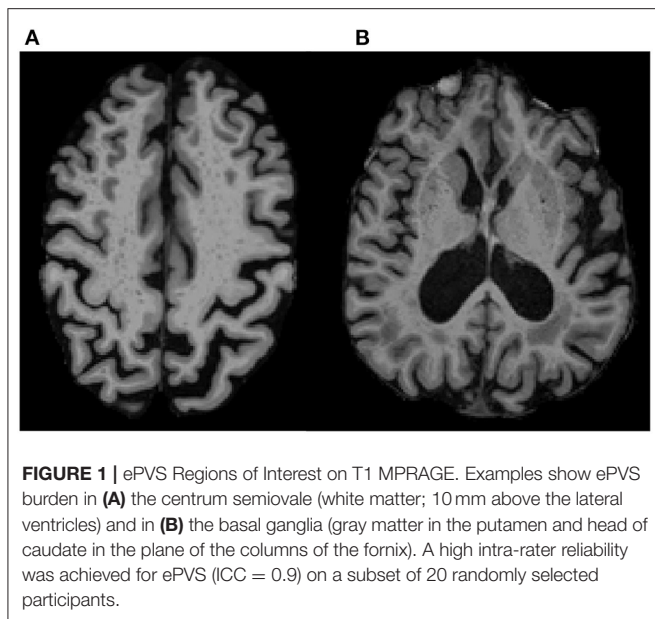 A
B
FIGURE 1 | ePVS Regions of Interest on T1 MPRAGE. Examples show ePVS
burden in (A) the centrum semiovale (white matter; 10 mm above the lateral
ventricles) and in (B) the basal ganglia (gray matter in the putamen and head of
caudate in the plane of the columns of the fornix). A high intra-rater reliability
was achieved for ePVS (ICC = 0.9) on a subset of 20 randomly selected
participants.